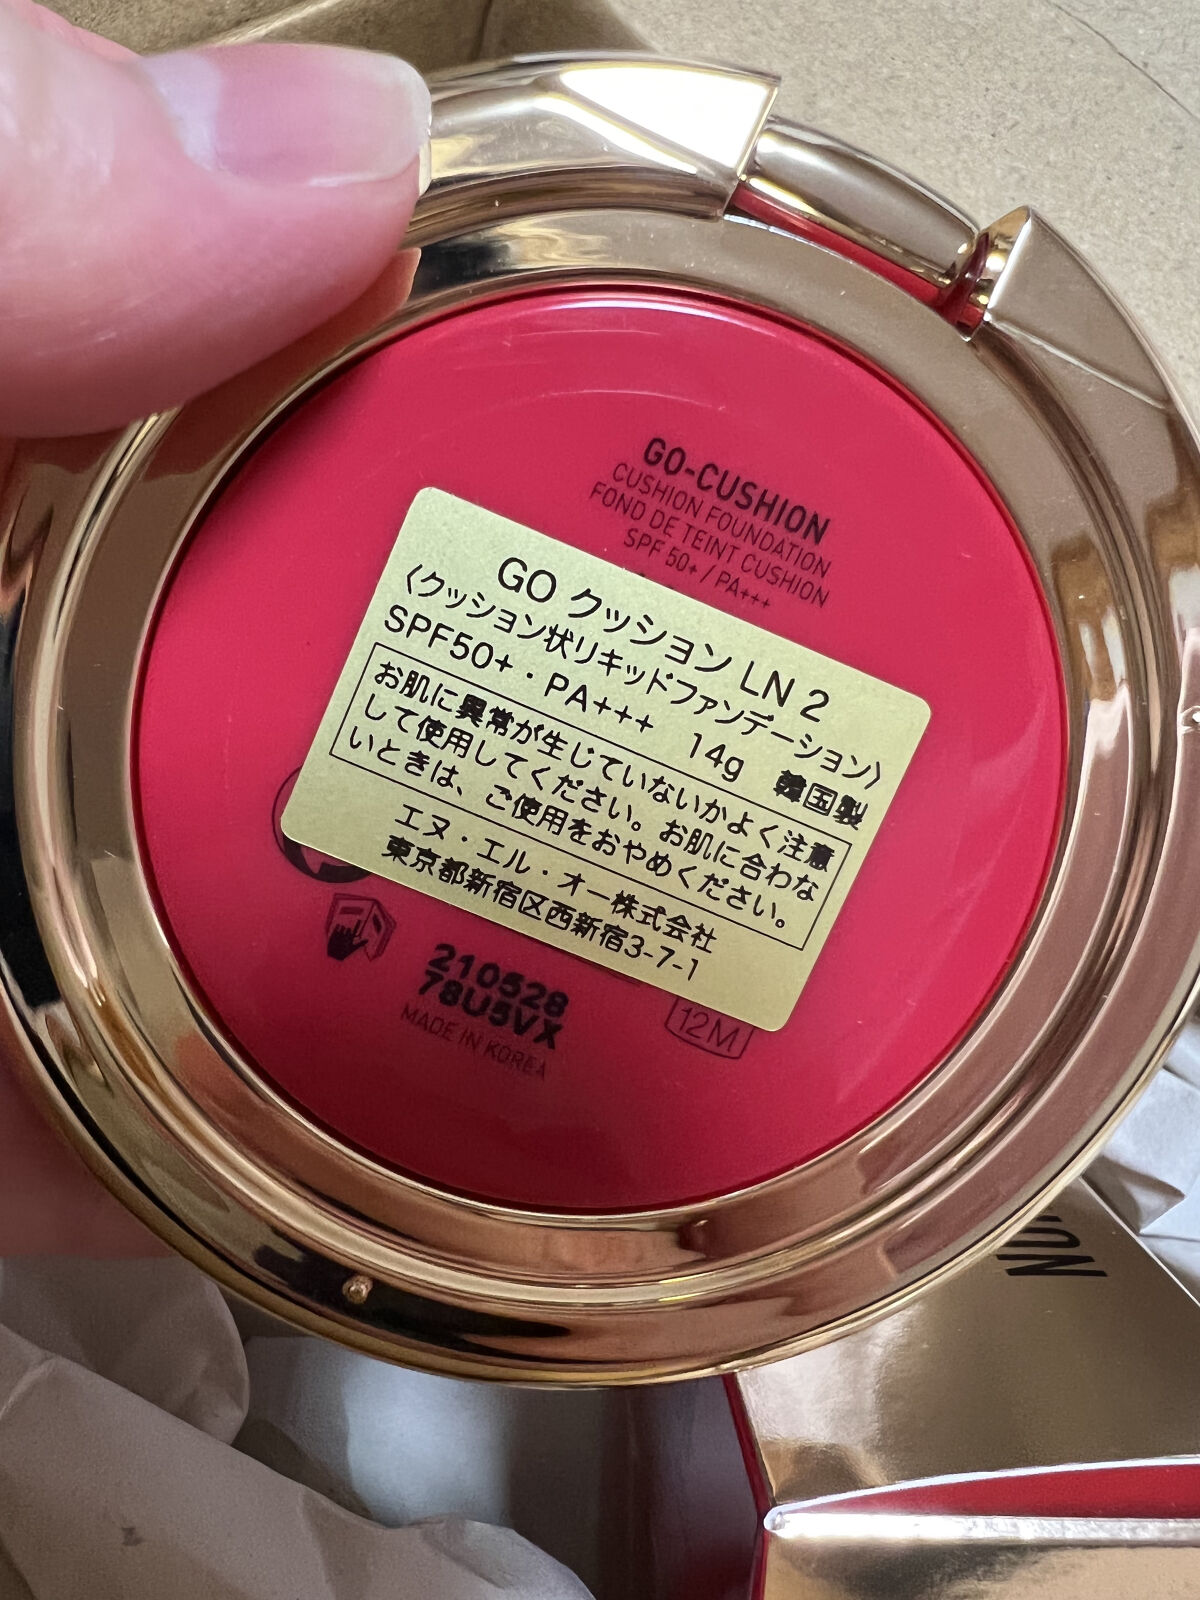 GO-CUSHION
CUSHION FOUNDATION
FOND DE TEINT CUSHION
SPF 50+ / PA+++
GO クッション LN 2
〈クッション状リキッドファンデーション〉
SPF50+・PA+++ 14g 韓国製
お肌に異常が生じていないかよく注意
して使用してください。お肌に合わな
いときは、ご使用をおやめください。
エヌ・エル・オー株式会社
東京都新宿区西新宿3-7-1
210528
78U5VX
MADE IN KOREA
12M